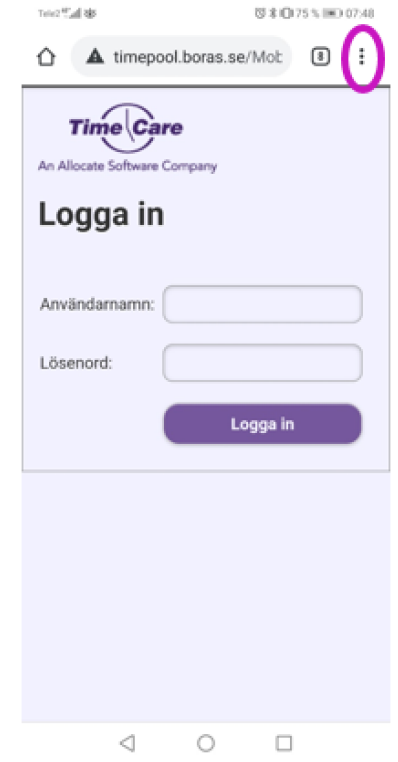 Tele2 75 % 07:48
timepool.boras.se/Mob 8
Time Care
An Allocate Software Company
Logga in
Användarnamn:
Lösenord:
Logga in